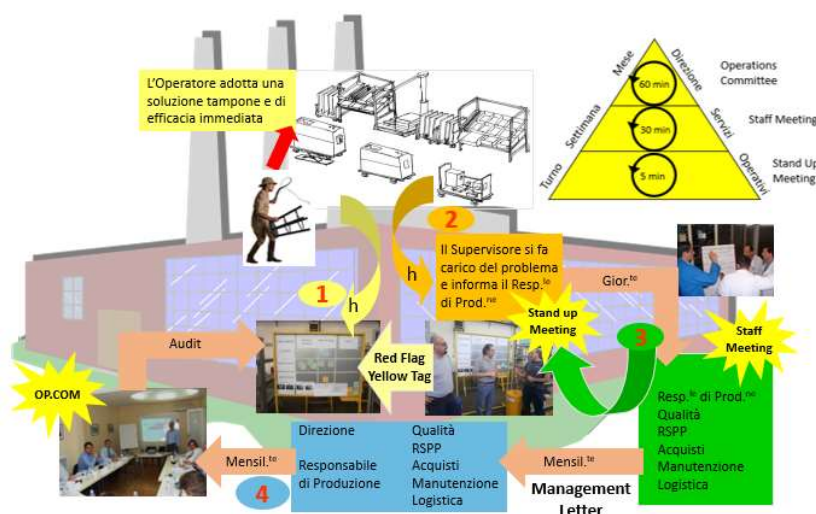 L'Operatore adotta una
soluzione tampone e di
efficacia immediata
Mese
Direzione
Settimana
Servizi
Turno
Operativi
60 min
30 min
5 min
Operations
Committee
Staff Meeting
Stand Up
Meeting
1
h
2
h
Il Supervisore si fa
carico del problema
e informa il Resp.le
di Prod.ne
Gior.te
Stand up
Meeting
3
Staff
Meeting
Audit
Red Flag
Yellow Tag
OP.COM
Resp.le di Prod.ne
Qualità
RSPP
Acquisti
Manutenzione
Logistica
Direzione
Responsabile
di Produzione
Qualità
RSPP
Acquisti
Manutenzione
Logistica
Mensil.te
4
Mensil.te
Management
Letter